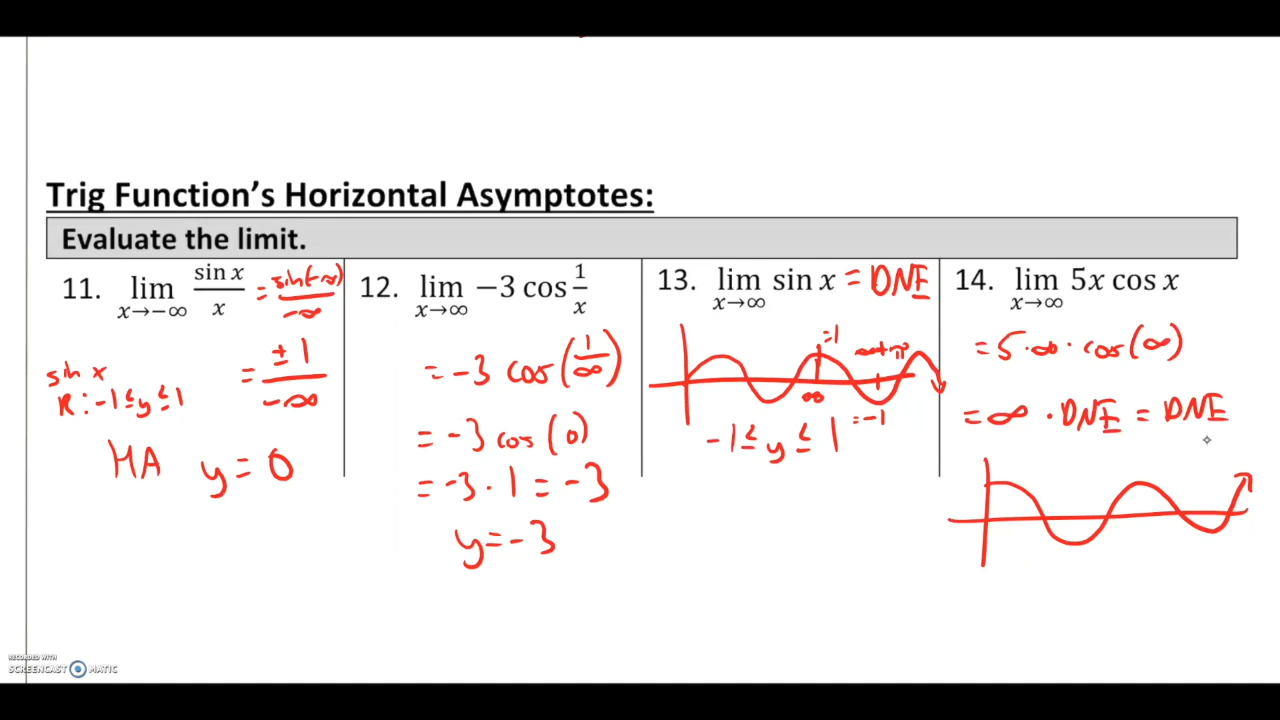 Trig Function's Horizontal Asymptotes:
Evaluate the limit.
11. lim x→−∞ sin x / x = sin(−∞) / −∞
= ± 1 / −∞
sin x
R: −1 ≤ y ≤ 1
HA y = 0
12. lim x→∞ −3 cos 1/x
= −3 cos (1/∞)
= −3 cos (0)
= −3 · 1 = −3
y = −3
13. lim x→∞ sin x = DNE
=1
∞+π
∞
=−1
−1 ≤ y ≤ 1
14. lim x→∞ 5x cos x
= 5·∞·cos(∞)
= ∞ · DNE = DNE
RECORDED WITH
SCREENCAST MATIC